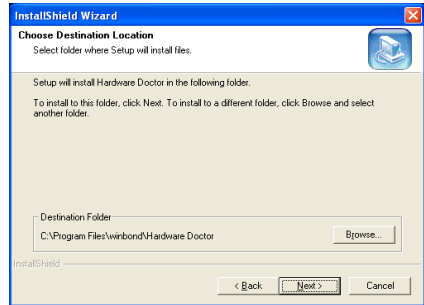 InstallShield Wizard
Choose Destination Location
Select folder where Setup will install files.
Setup will install Hardware Doctor in the following folder.
To install to this folder, click Next. To install to a different folder, click Browse and select
another folder.
Destination Folder
C:\Program Files\winbond\Hardware Doctor
Browse...
InstallShield
< Back
Next >
Cancel